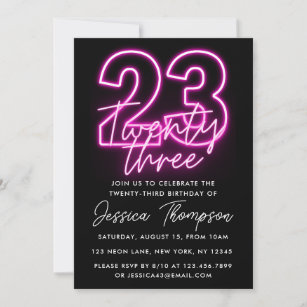 23
twenty
three
JOIN US TO CELEBRATE THE
TWENTY-THIRD BIRTHDAY OF
Jessica Thompson
SATURDAY, AUGUST 15, FROM 10AM
123 NEON LANE, NEW YORK, NY 12345
PLEASE RSVP BY 8/10 AT 123.456.7899
OR JESSICA43@EMAIL.COM